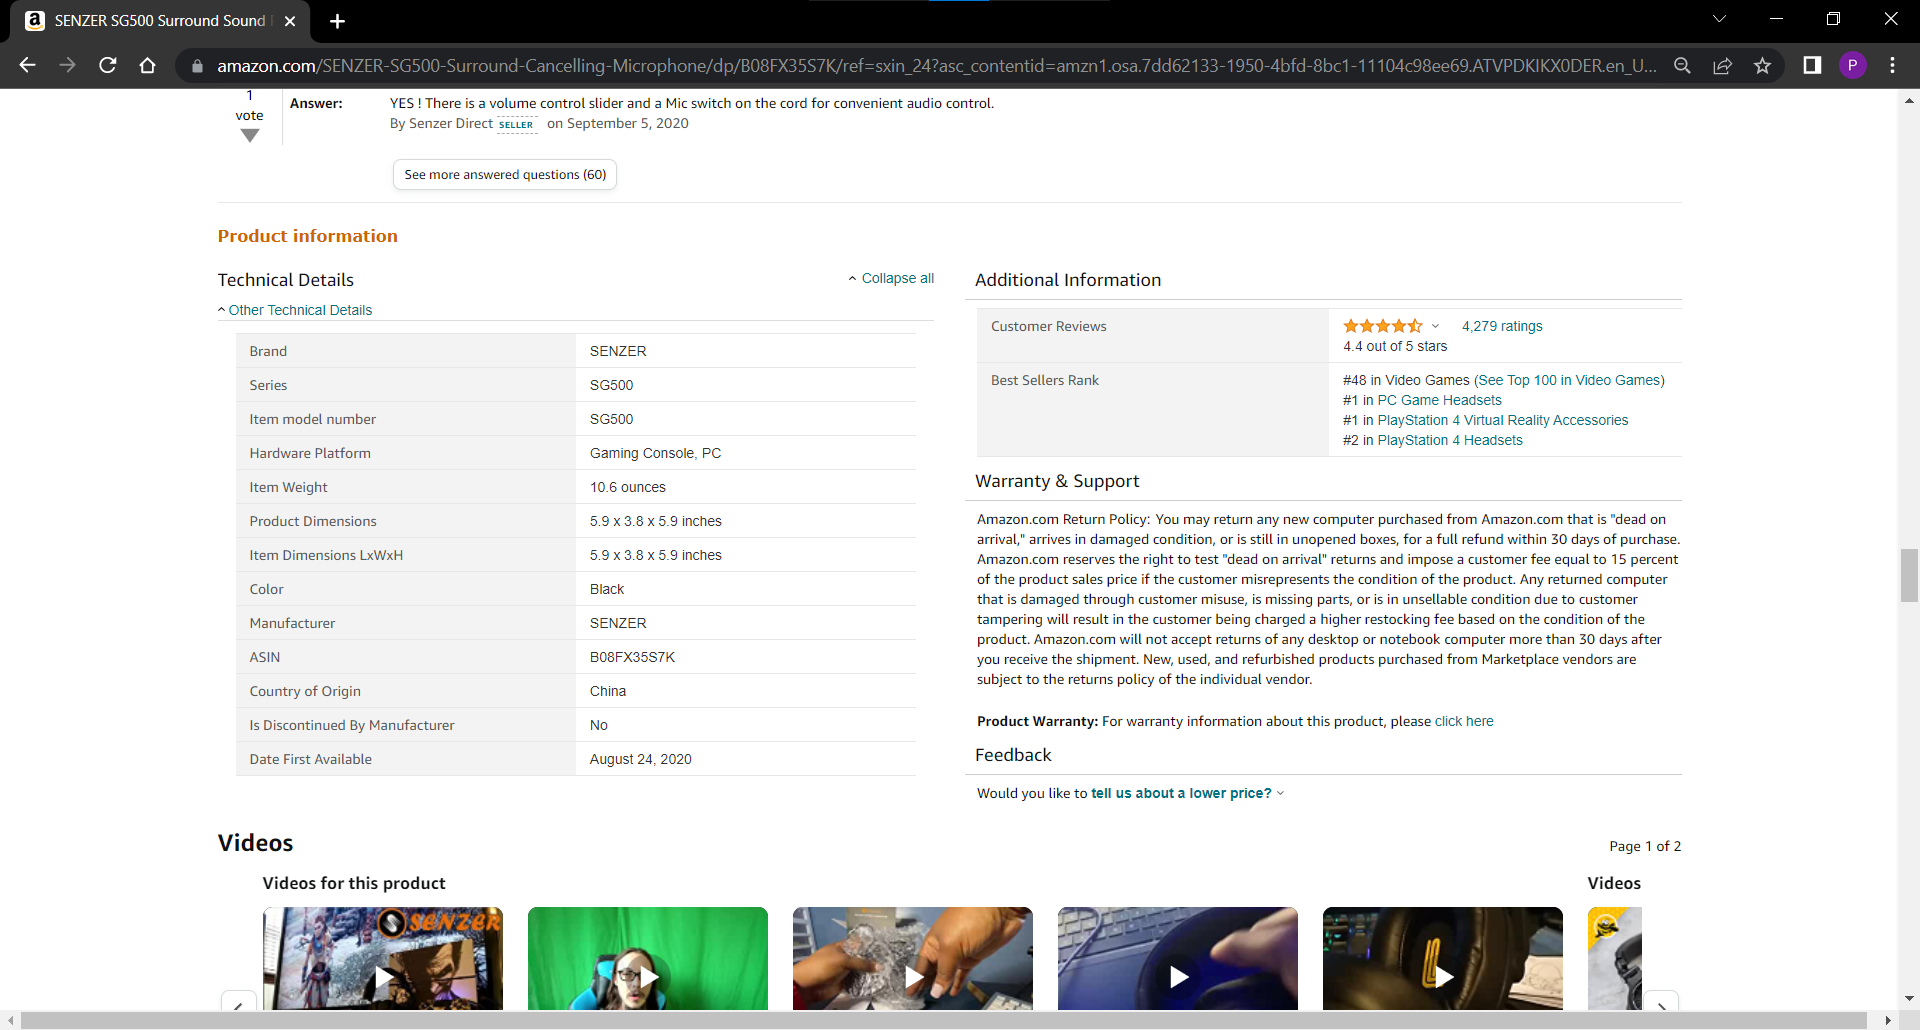 SENZER SG500 Surround Sound
amazon.com/SENZER-SG500-Surround-Cancelling-Microphone/dp/B08FX35S7K/ref=sxin_24?asc_contentid=amzn1.osa.7dd62133-1950-4bfd-8bc1-11104c98ee69.ATVPDKIKX0DER.en_U...
P
1
vote
Answer: YES ! There is a volume control slider and a Mic switch on the cord for convenient audio control.
By Senzer Direct SELLER on September 5, 2020
See more answered questions (60)
Product information
Technical Details
Collapse all
Other Technical Details
Brand SENZER
Series SG500
Item model number SG500
Hardware Platform Gaming Console, PC
Item Weight 10.6 ounces
Product Dimensions 5.9 x 3.8 x 5.9 inches
Item Dimensions LxWxH 5.9 x 3.8 x 5.9 inches
Color Black
Manufacturer SENZER
ASIN B08FX35S7K
Country of Origin China
Is Discontinued By Manufacturer No
Date First Available August 24, 2020
Additional Information
Customer Reviews 4,279 ratings
4.4 out of 5 stars
Best Sellers Rank #48 in Video Games (See Top 100 in Video Games)
#1 in PC Game Headsets
#1 in PlayStation 4 Virtual Reality Accessories
#2 in PlayStation 4 Headsets
Warranty & Support
Amazon.com Return Policy: You may return any new computer purchased from Amazon.com that is "dead on
arrival," arrives in damaged condition, or is still in unopened boxes, for a full refund within 30 days of purchase.
Amazon.com reserves the right to test "dead on arrival" returns and impose a customer fee equal to 15 percent
of the product sales price if the customer misrepresents the condition of the product. Any returned computer
that is damaged through customer misuse, is missing parts, or is in unsellable condition due to customer
tampering will result in the customer being charged a higher restocking fee based on the condition of the
product. Amazon.com will not accept returns of any desktop or notebook computer more than 30 days after
you receive the shipment. New, used, and refurbished products purchased from Marketplace vendors are
subject to the returns policy of the individual vendor.
Product Warranty: For warranty information about this product, please click here
Feedback
Would you like to tell us about a lower price?
Videos
Page 1 of 2
Videos for this product
Videos
SENZER